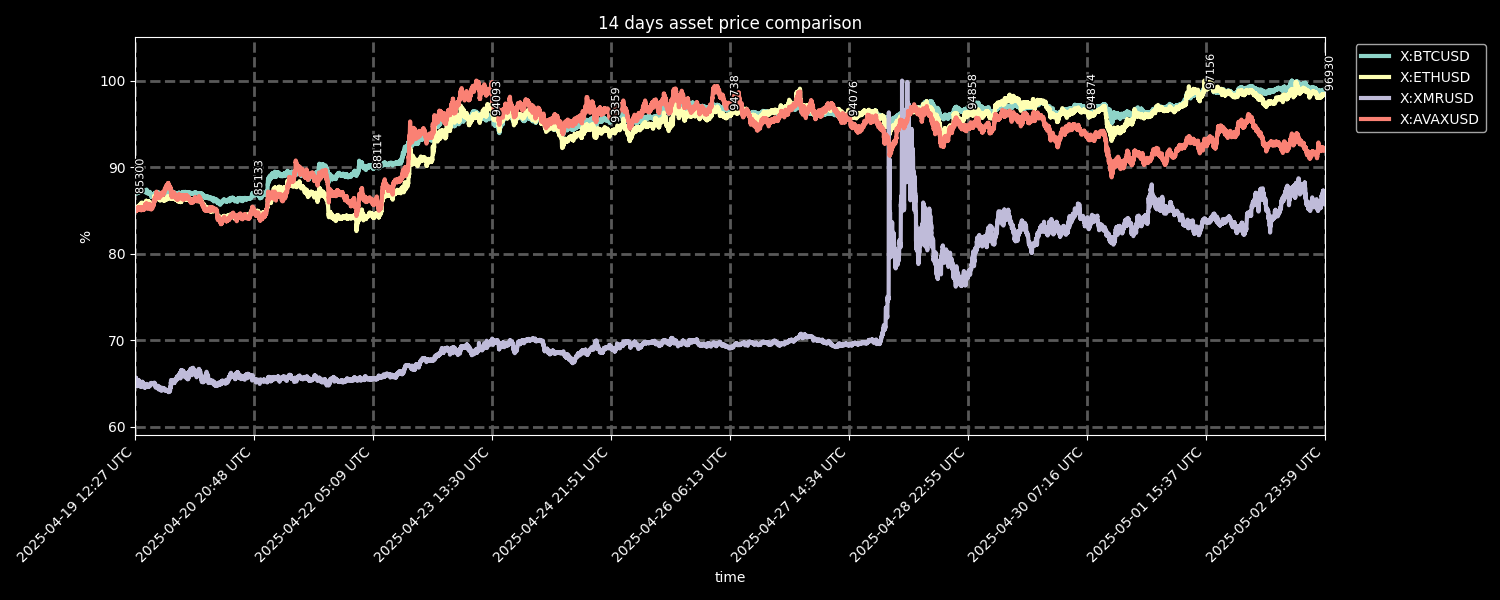 14 days asset price comparison
X:BTCUSD
X:ETHUSD
X:XMRUSD
X:AVAXUSD
%
100
90
80
70
60
85300
85133
88114
94093
93359
94738
94076
94858
94874
97156
96930
2025-04-19 12:27 UTC
2025-04-20 20:48 UTC
2025-04-22 05:09 UTC
2025-04-23 13:30 UTC
2025-04-24 21:51 UTC
2025-04-26 06:13 UTC
2025-04-27 14:34 UTC
2025-04-28 22:55 UTC
2025-04-30 07:16 UTC
2025-05-01 15:37 UTC
2025-05-02 23:59 UTC
time